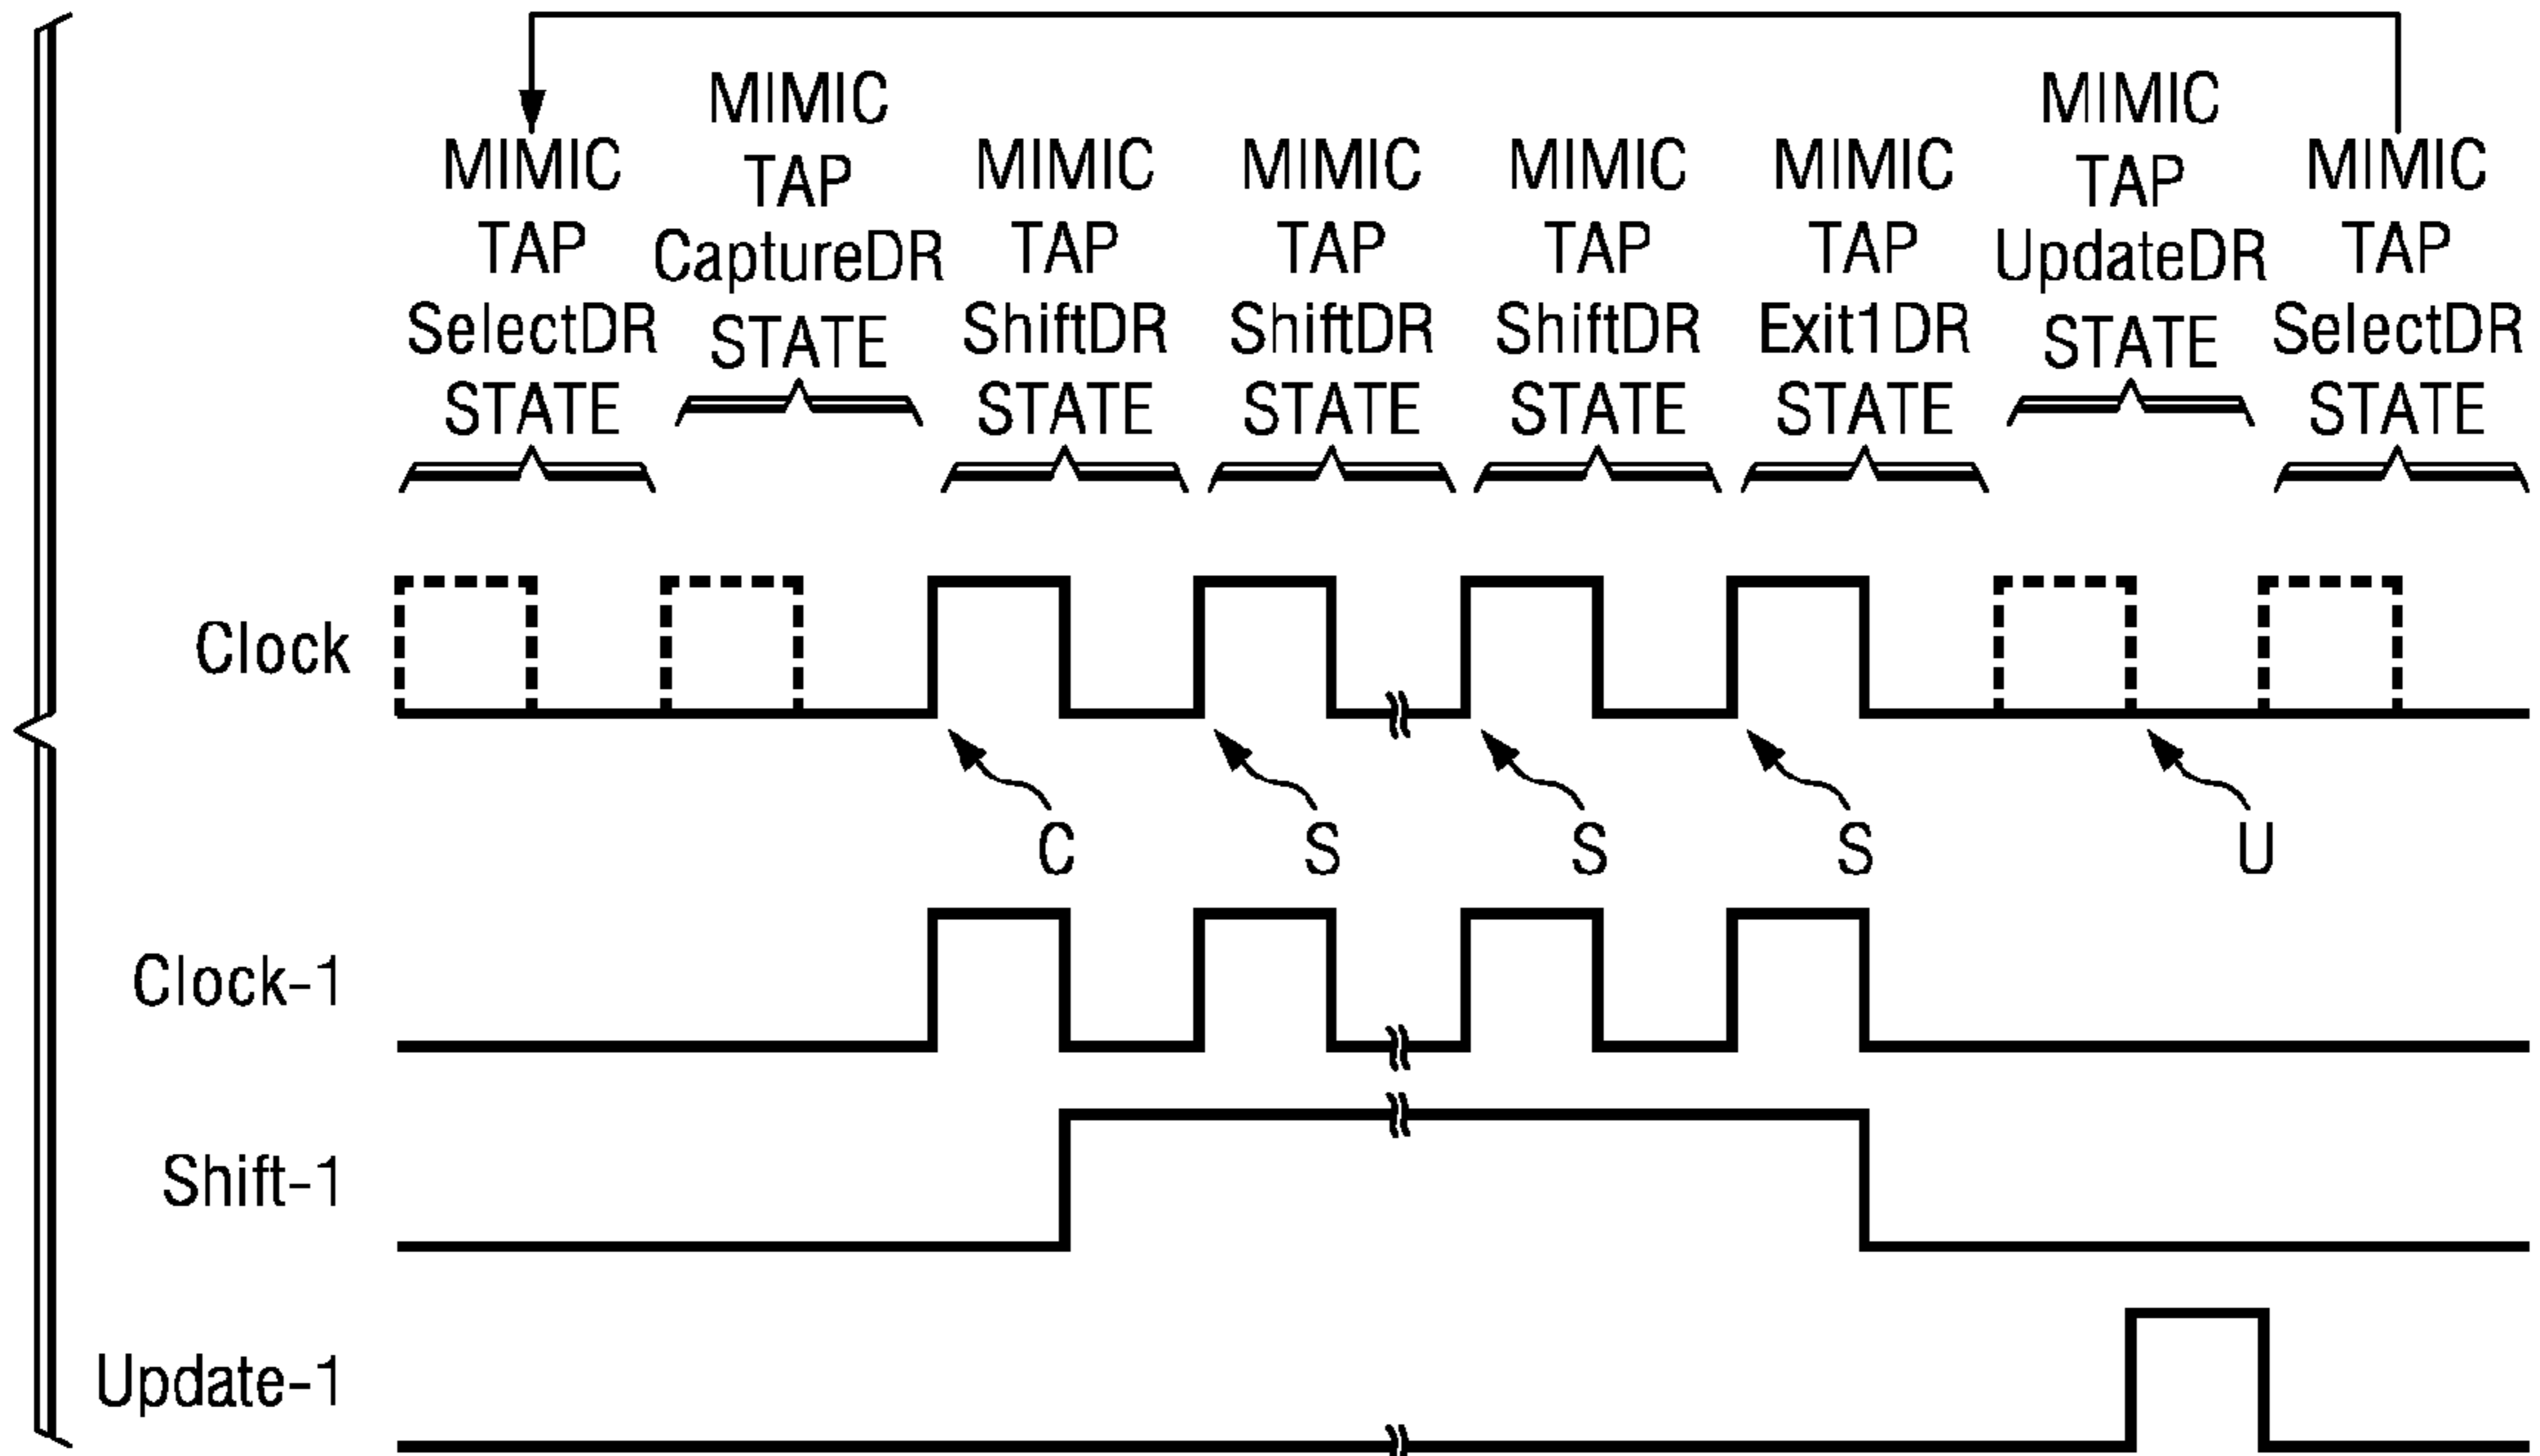 MIMIC
TAP
SelectDR
STATE
MIMIC
TAP
CaptureDR
STATE
MIMIC
TAP
ShiftDR
STATE
MIMIC
TAP
ShiftDR
STATE
MIMIC
TAP
ShiftDR
STATE
MIMIC
TAP
Exit1DR
STATE
MIMIC
TAP
UpdateDR
STATE
MIMIC
TAP
SelectDR
STATE
Clock
C
S
S
S
U
Clock-1
Shift-1
Update-1